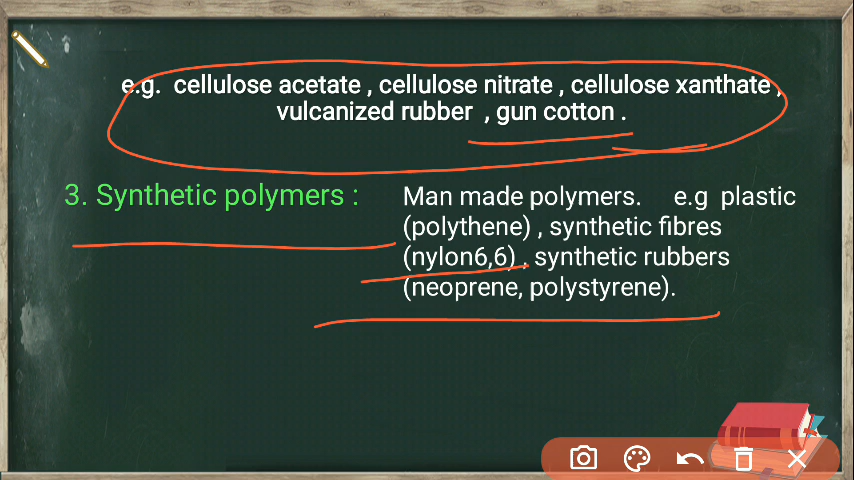 e.g. cellulose acetate , cellulose nitrate , cellulose xanthate ,
vulcanized rubber , gun cotton .
3. Synthetic polymers :
Man made polymers. e.g plastic
(polythene) , synthetic fibres
(nylon6,6) , synthetic rubbers
(neoprene, polystyrene).